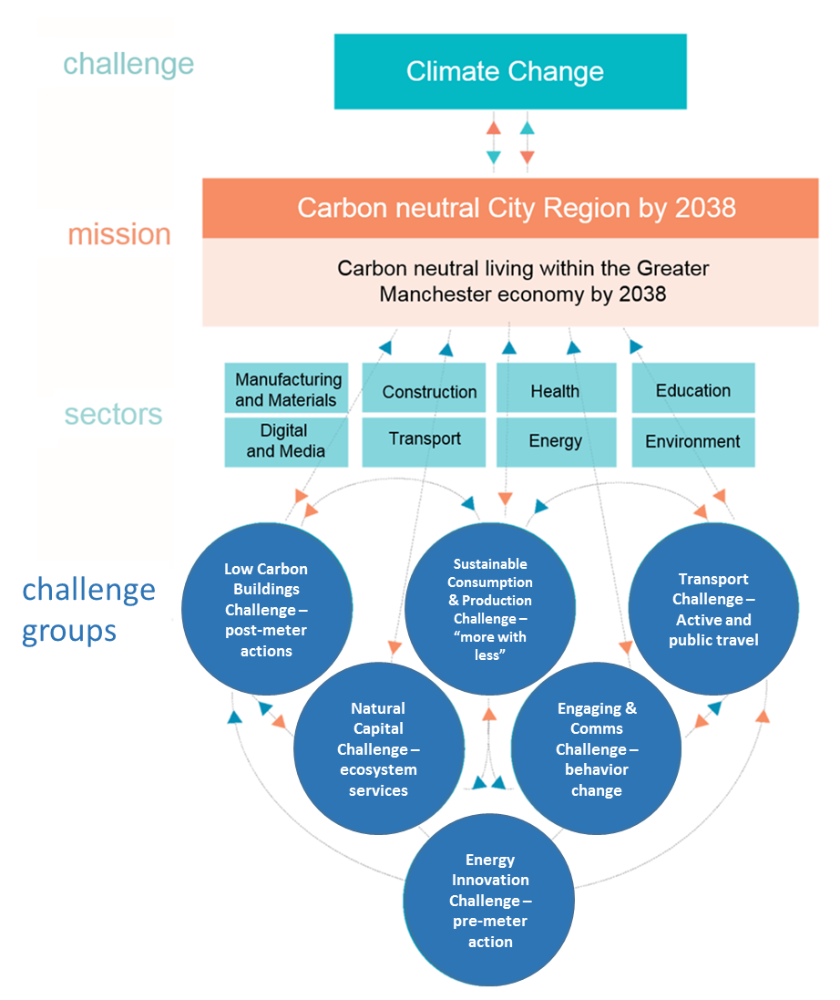 challenge
Climate Change
mission
Carbon neutral City Region by 2038
Carbon neutral living within the Greater
Manchester economy by 2038
sectors
Manufacturing
and Materials
Construction
Health
Education
Digital
and Media
Transport
Energy
Environment
challenge
groups
Low Carbon
Buildings
Challenge –
post-meter
actions
Sustainable
Consumption
& Production
Challenge –
“more with
less”
Transport
Challenge –
Active and
public travel
Natural
Capital
Challenge –
ecosystem
services
Engaging &
Comms
Challenge –
behavior
change
Energy
Innovation
Challenge –
pre-meter
action